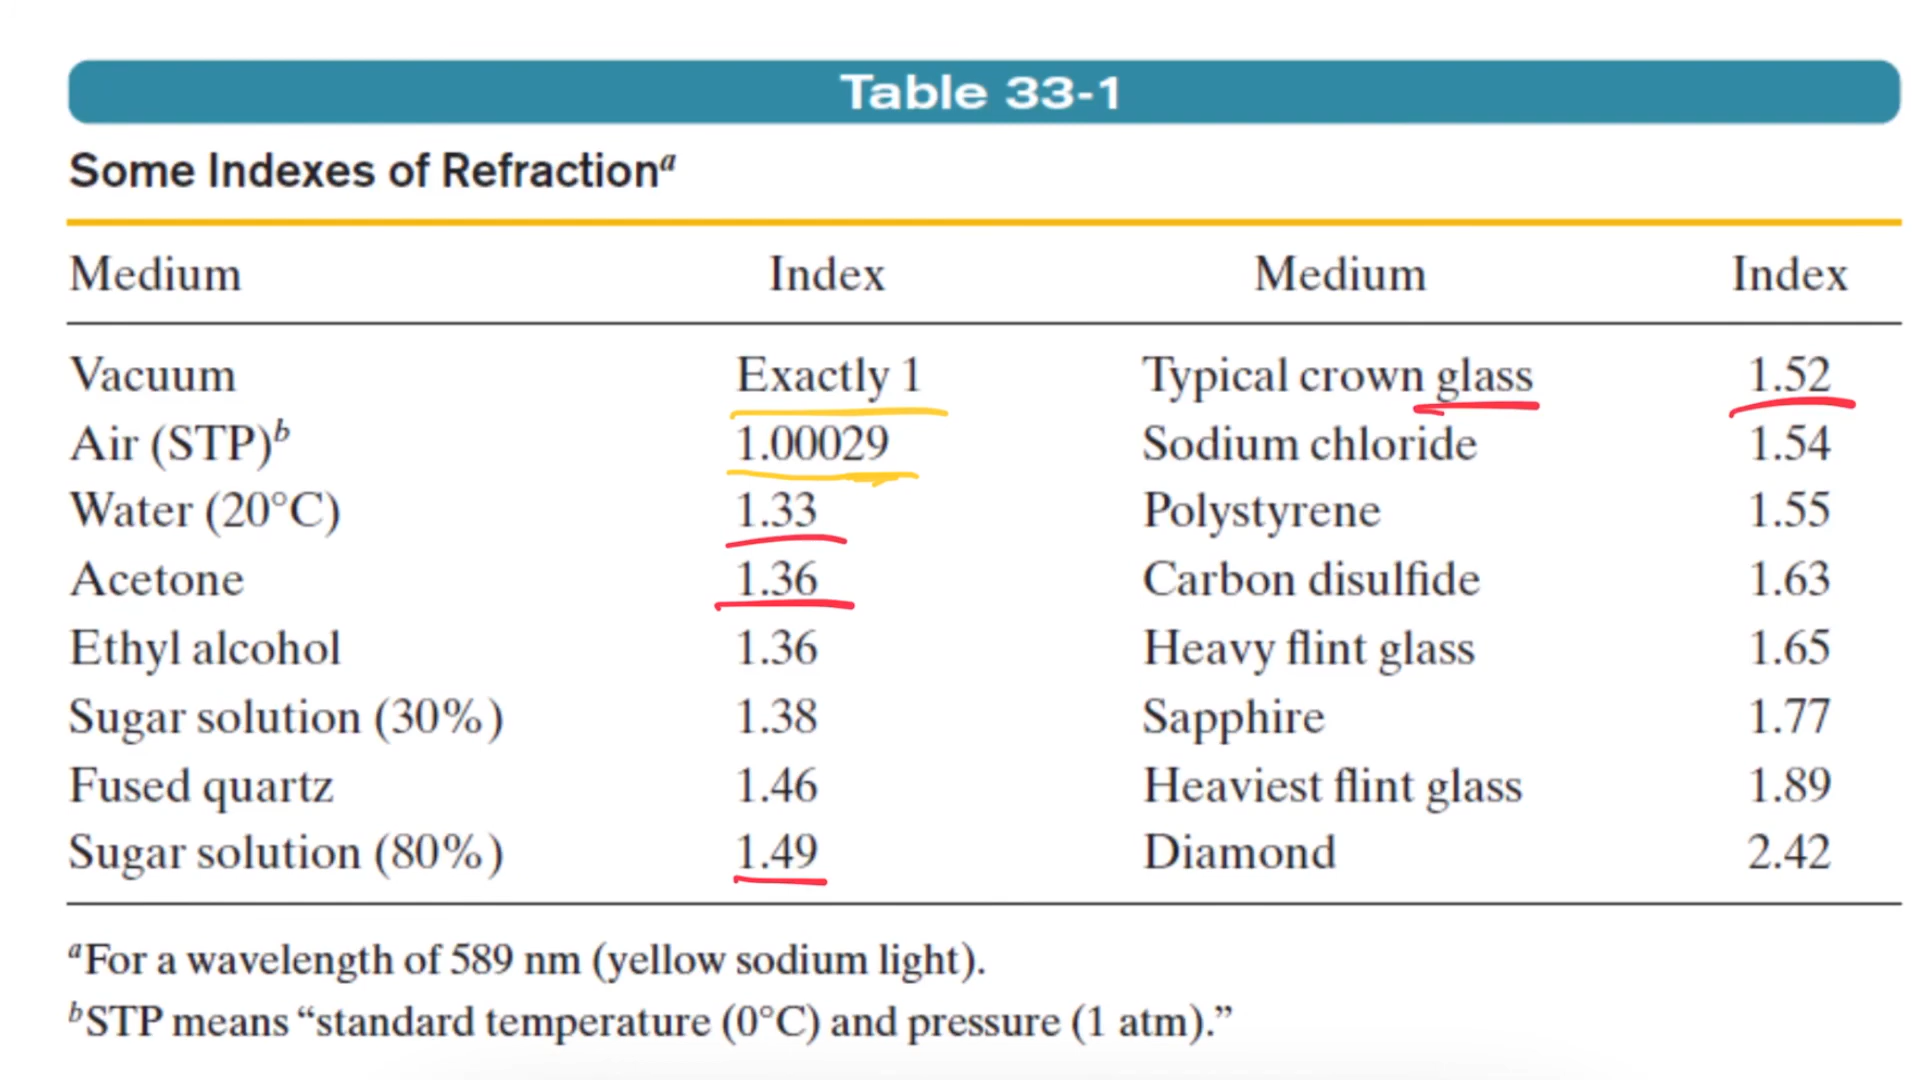 Table 33-1
Some Indexes of Refractionᵃ
Medium Index Medium Index
Vacuum Exactly 1 Typical crown glass 1.52
Air (STP)ᵇ 1.00029 Sodium chloride 1.54
Water (20°C) 1.33 Polystyrene 1.55
Acetone 1.36 Carbon disulfide 1.63
Ethyl alcohol 1.36 Heavy flint glass 1.65
Sugar solution (30%) 1.38 Sapphire 1.77
Fused quartz 1.46 Heaviest flint glass 1.89
Sugar solution (80%) 1.49 Diamond 2.42
ᵃFor a wavelength of 589 nm (yellow sodium light).
ᵇSTP means “standard temperature (0°C) and pressure (1 atm).”